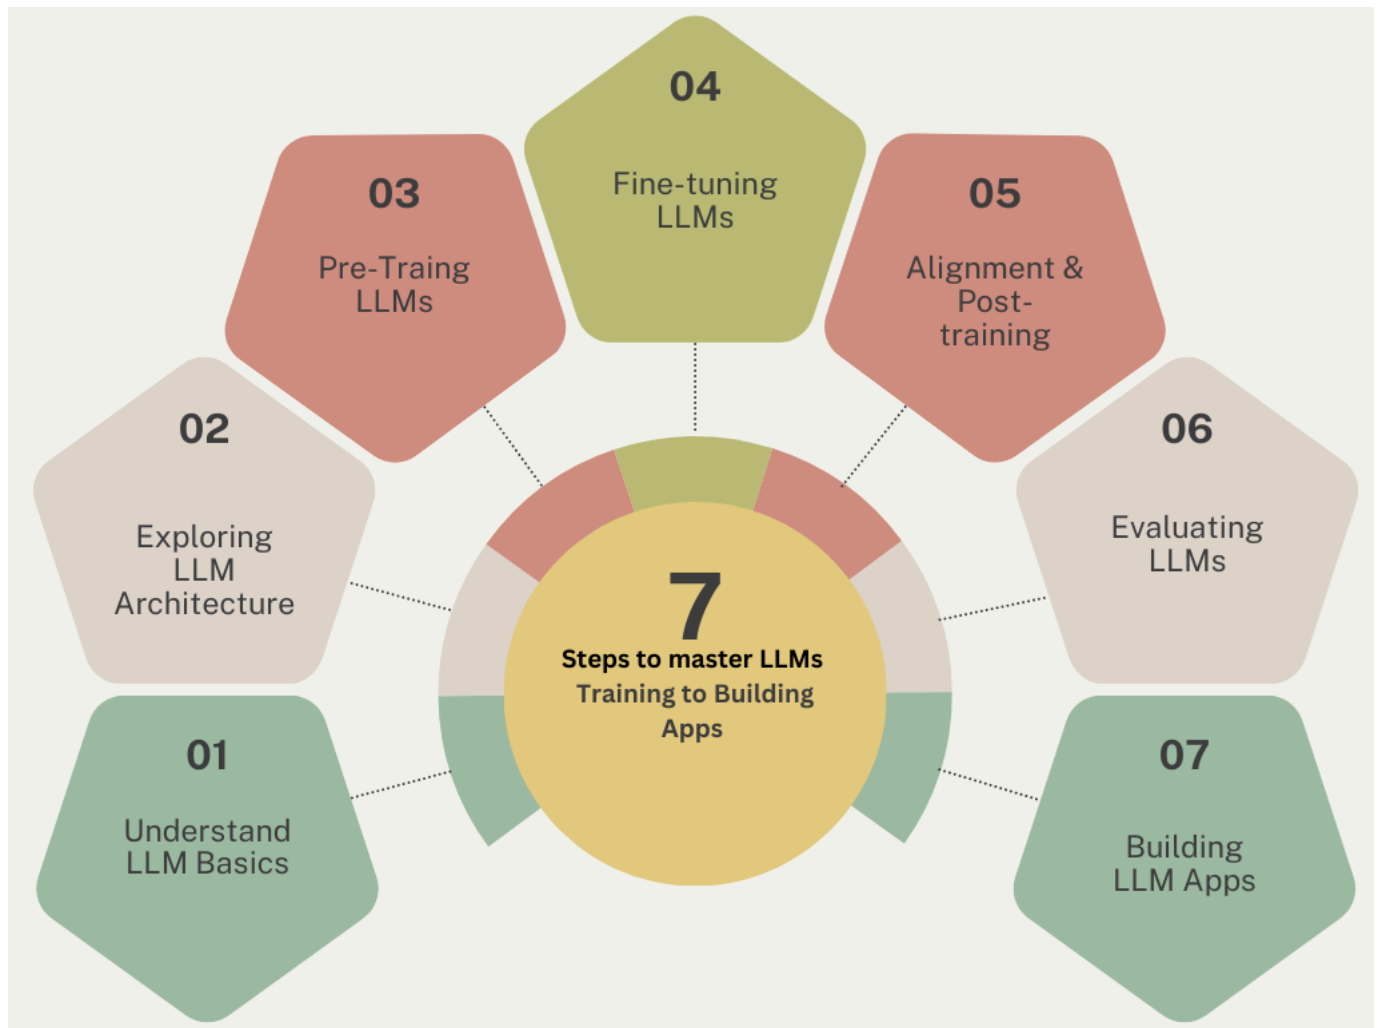 7
Steps to master LLMs
Training to Building
Apps
01
Understand
LLM Basics
02
Exploring
LLM
Architecture
03
Pre-Traing
LLMs
04
Fine-tuning
LLMs
05
Alignment &
Post-
training
06
Evaluating
LLMs
07
Building
LLM Apps